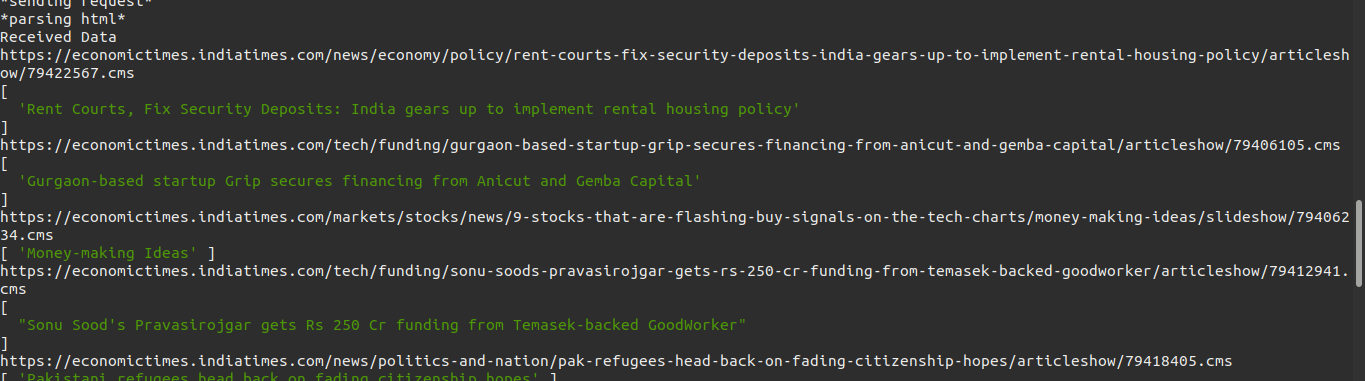 *sending request*
*parsing html*
Received Data
https://economictimes.indiatimes.com/news/economy/policy/rent-courts-fix-security-deposits-india-gears-up-to-implement-rental-housing-policy/articlesh
ow/79422567.cms
[
  'Rent Courts, Fix Security Deposits: India gears up to implement rental housing policy'
]
https://economictimes.indiatimes.com/tech/funding/gurgaon-based-startup-grip-secures-financing-from-anicut-and-gemba-capital/articleshow/79406105.cms
[
  'Gurgaon-based startup Grip secures financing from Anicut and Gemba Capital'
]
https://economictimes.indiatimes.com/markets/stocks/news/9-stocks-that-are-flashing-buy-signals-on-the-tech-charts/money-making-ideas/slideshow/794062
34.cms
[ 'Money-making Ideas' ]
https://economictimes.indiatimes.com/tech/funding/sonu-soods-pravasirojgar-gets-rs-250-cr-funding-from-temasek-backed-goodworker/articleshow/79412941.
cms
[
  "Sonu Sood's Pravasirojgar gets Rs 250 Cr funding from Temasek-backed GoodWorker"
]
https://economictimes.indiatimes.com/news/politics-and-nation/pak-refugees-head-back-on-fading-citizenship-hopes/articleshow/79418405.cms
[ 'Pakistani refugees head back on fading citizenship hopes' ]